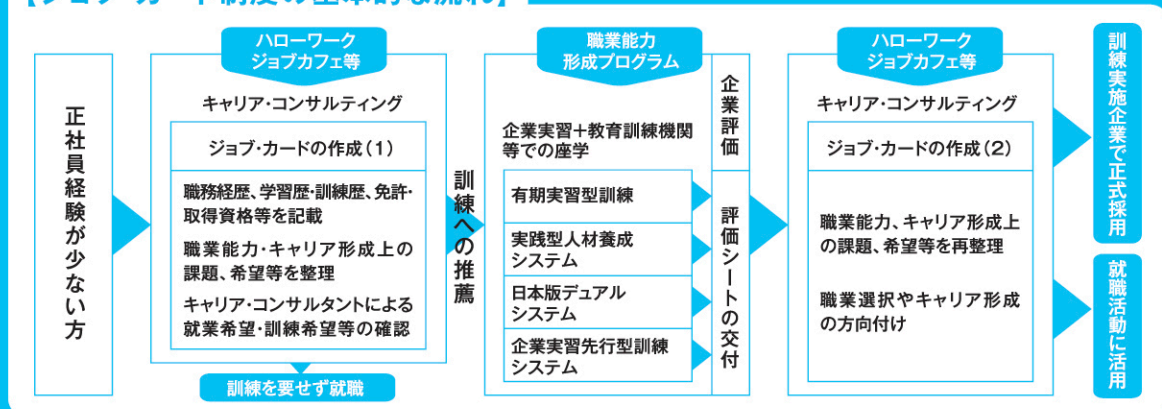 【ジョブ・カード制度の基本的な流れ】
正社員経験が少ない方
ハローワーク
ジョブカフェ等
キャリア・コンサルティング
ジョブ・カードの作成(1)
職務経歴、学習歴・訓練歴、免許・
取得資格等を記載
職業能力・キャリア形成上の
課題、希望等を整理
キャリア・コンサルタントによる
就業希望・訓練希望等の確認
訓練を要せず就職
訓練への推薦
職業能力
形成プログラム
企業実習+教育訓練機関
等での座学
有期実習型訓練
実践型人材養成
システム
日本版デュアル
システム
企業実習先行型訓練
システム
企業評価
評価シートの交付
ハローワーク
ジョブカフェ等
キャリア・コンサルティング
ジョブ・カードの作成(2)
職業能力、キャリア形成上
の課題、希望等を再整理
職業選択やキャリア形成
の方向付け
訓練実施企業で正式採用
就職活動に活用